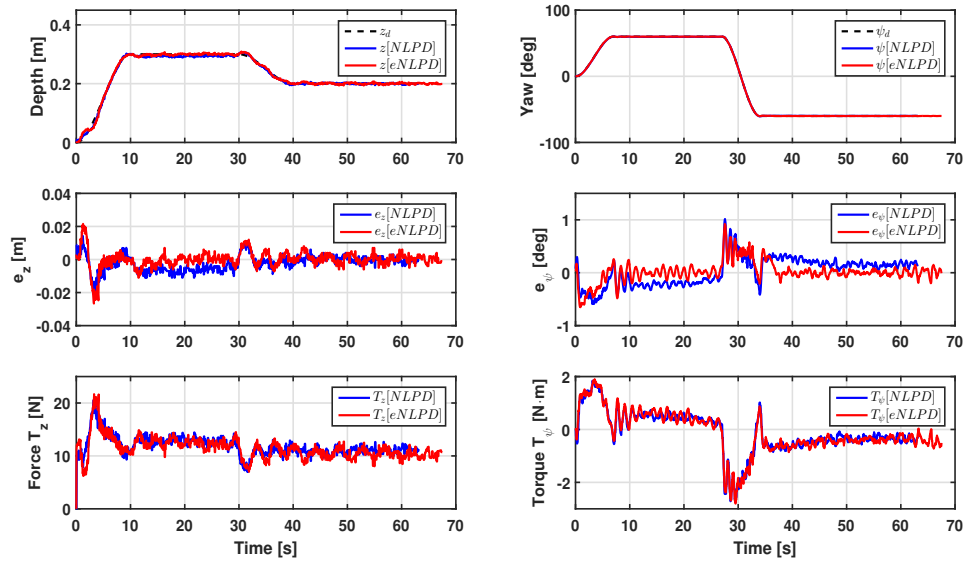 0.4
0.2
0
Depth [m]
z_d
z[NLPD]
z[eNLPD]
0 10 20 30 40 50 60 70
100
0
-100
Yaw [deg]
ψ_d
ψ[NLPD]
ψ[eNLPD]
0 10 20 30 40 50 60 70
0.04
0.02
0
-0.02
-0.04
e_z [m]
e_z[NLPD]
e_z[eNLPD]
0 10 20 30 40 50 60 70
1
0
-1
e_ψ [deg]
e_ψ[NLPD]
e_ψ[eNLPD]
0 10 20 30 40 50 60 70
20
10
0
Force T_z [N]
T_z[NLPD]
T_z[eNLPD]
0 10 20 30 40 50 60 70
Time [s]
2
0
-2
Torque T_ψ [N·m]
T_ψ[NLPD]
T_ψ[eNLPD]
0 10 20 30 40 50 60 70
Time [s]